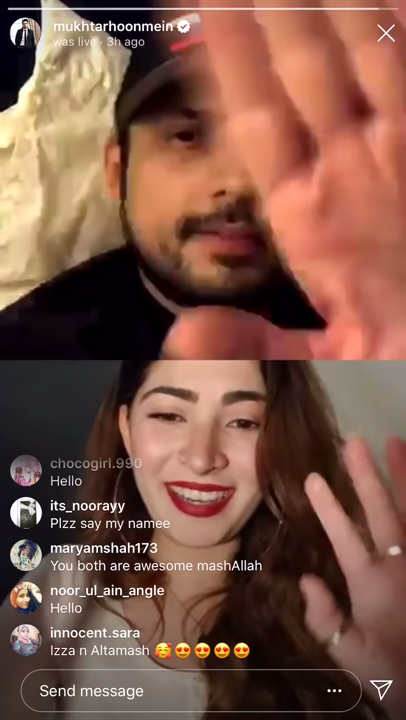 mukhtarhoonmein
was live · 3h ago
chocogirl.990
Hello
its_noorayy
Plzz say my namee
maryamshah173
You both are awesome mashAllah
noor_ul_ain_angle
Hello
innocent.sara
Izza n Altamash 🥰😍😍😍😍
Send message